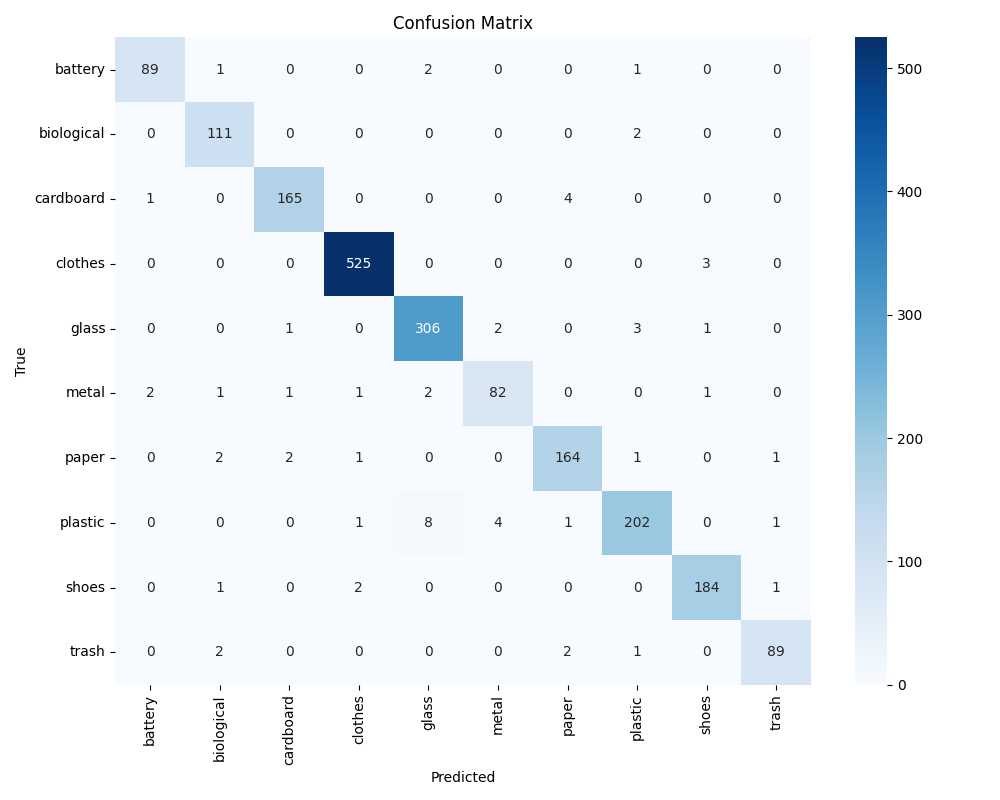 Confusion Matrix
battery 89 1 0 0 2 0 0 1 0 0
biological 0 111 0 0 0 0 0 2 0 0
cardboard 1 0 165 0 0 0 4 0 0 0
clothes 0 0 0 525 0 0 0 0 3 0
glass 0 0 1 0 306 2 0 3 1 0
metal 2 1 1 1 2 82 0 0 1 0
paper 0 2 2 1 0 0 164 1 0 1
plastic 0 0 0 1 8 4 1 202 0 1
shoes 0 1 0 2 0 0 0 0 184 1
trash 0 2 0 0 0 0 2 1 0 89
True
battery biological cardboard clothes glass metal paper plastic shoes trash
Predicted
500
400
300
200
100
0